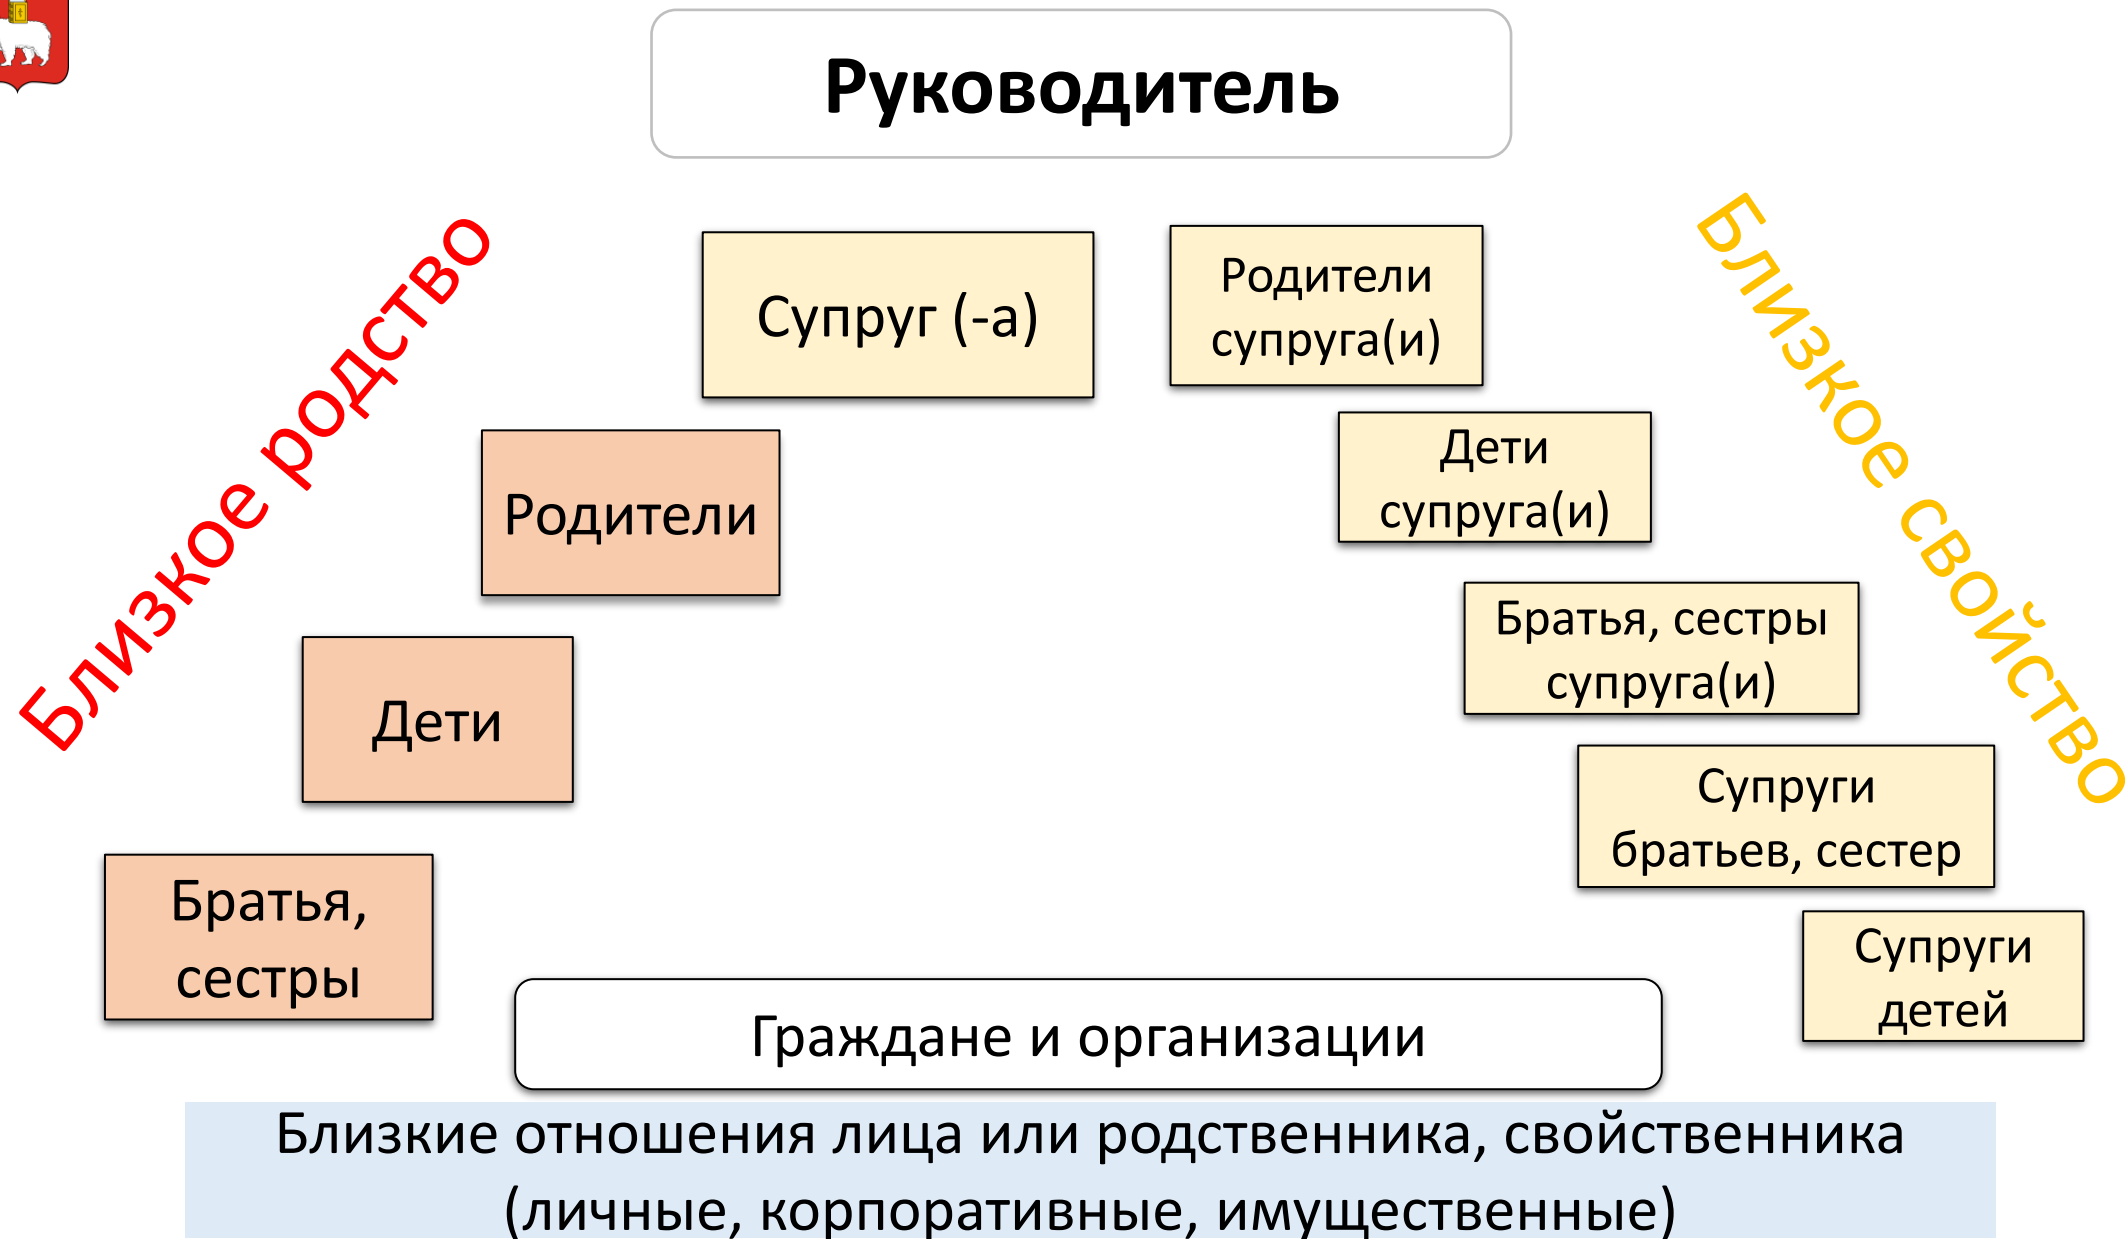 Руководитель
Близкое родство
Близкое свойство
Супруг (-а)
Родители
супруга(и)
Родители
Дети
супруга(и)
Дети
Братья, сестры
супруга(и)
Супруги
братьев, сестер
Братья,
сестры
Супруги
детей
Граждане и организации
Близкие отношения лица или родственника, свойственника
(личные, корпоративные, имущественные)